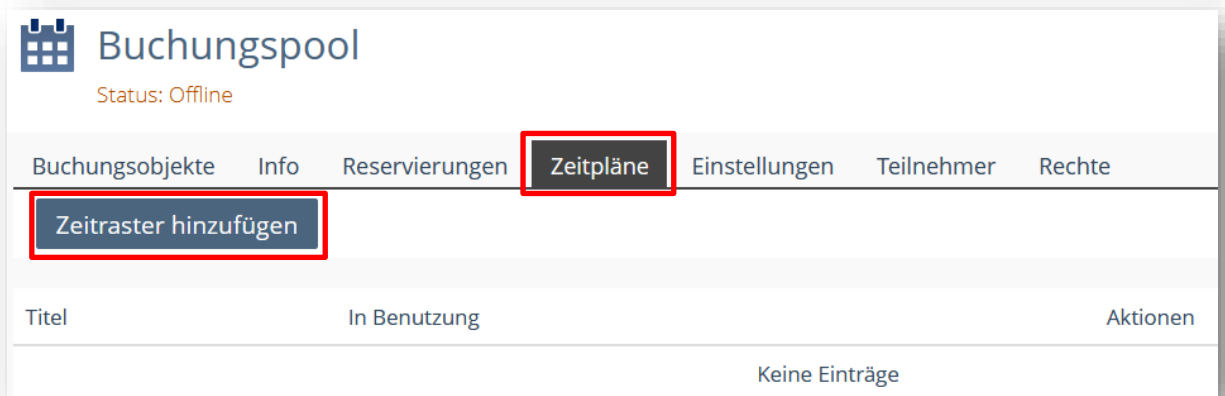 Buchungspool
Status: Offline
Buchungsobjekte Info Reservierungen Zeitpläne Einstellungen Teilnehmer Rechte
Zeitraster hinzufügen
Titel In Benutzung Aktionen
Keine Einträge